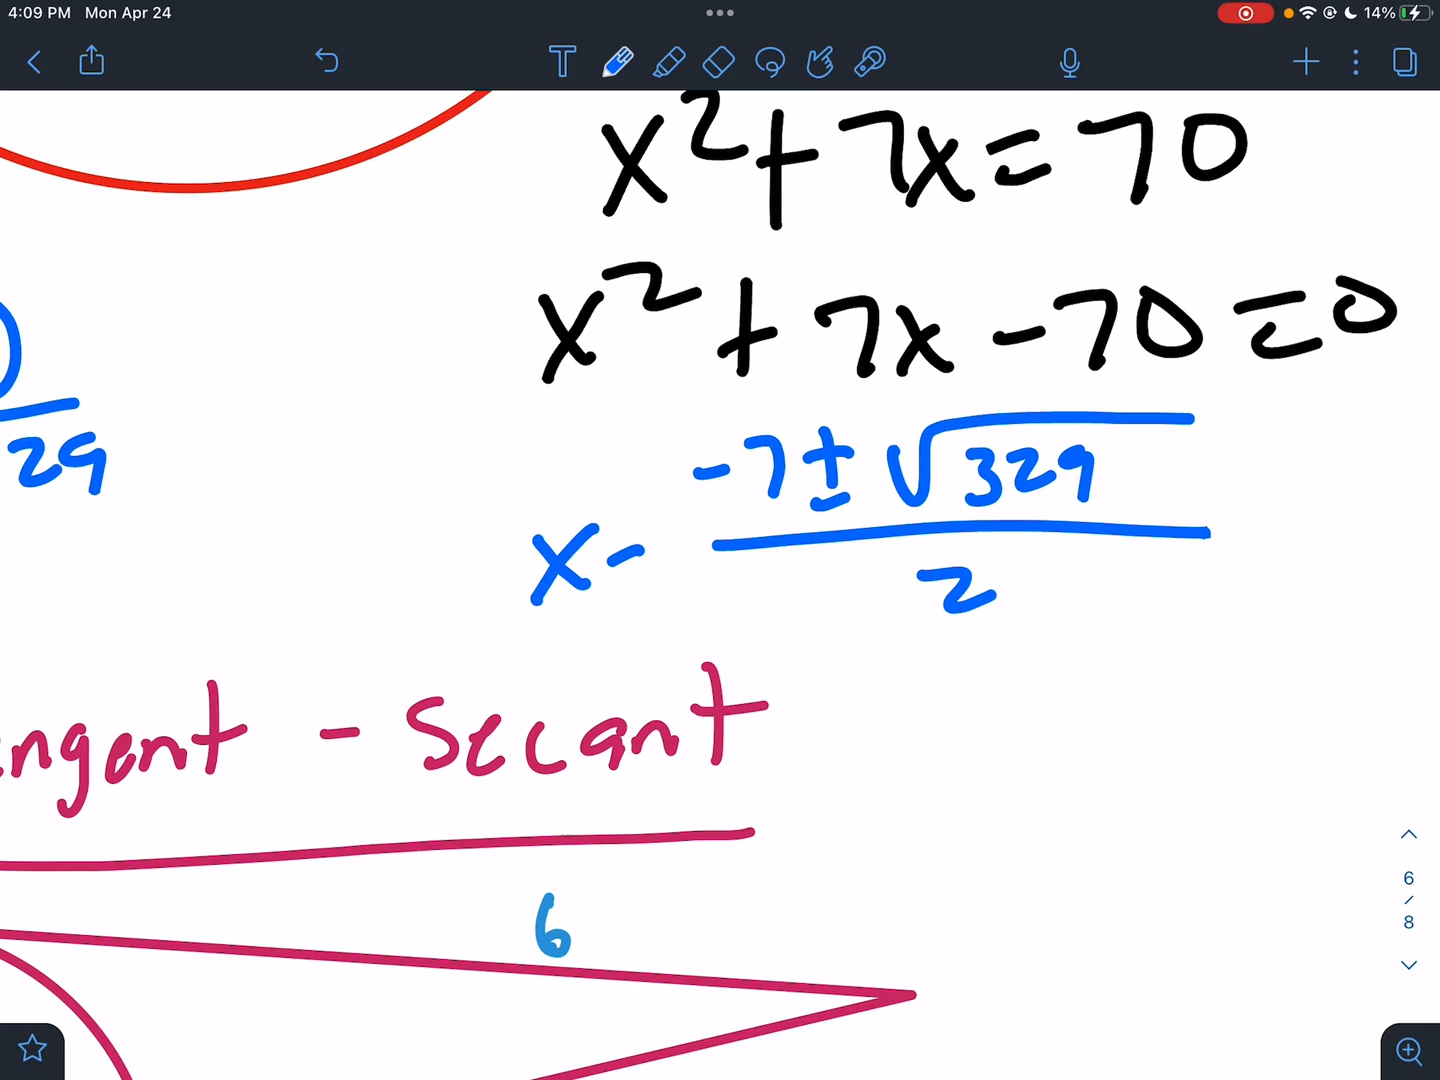 4:09 PM Mon Apr 24
14%
T
x²+7x=70
x²+7x-70=0
29
-7±√329
x-
2
ngent - Secant
6
6
/
8